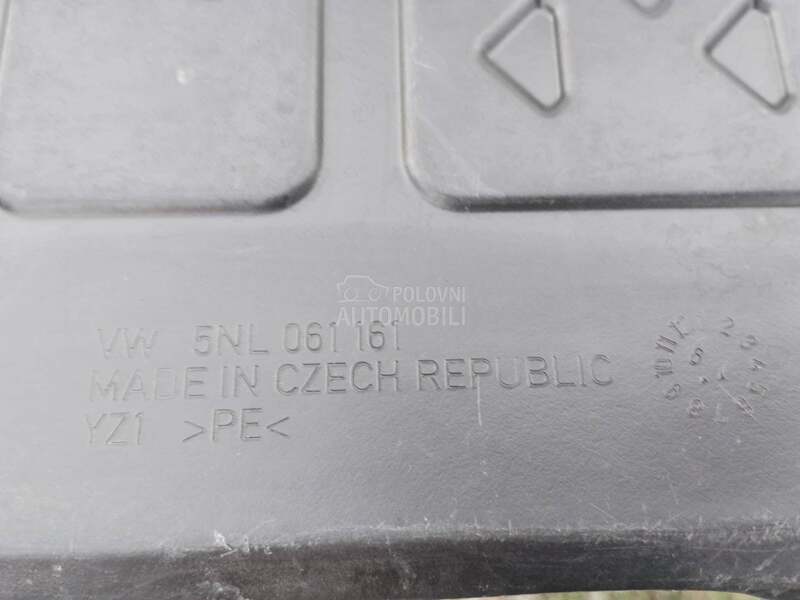 POLOVNI
AUTOMOBILI
VW 5NL 061 161
MADE IN CZECH REPUBLIC
YZ1 >PE<